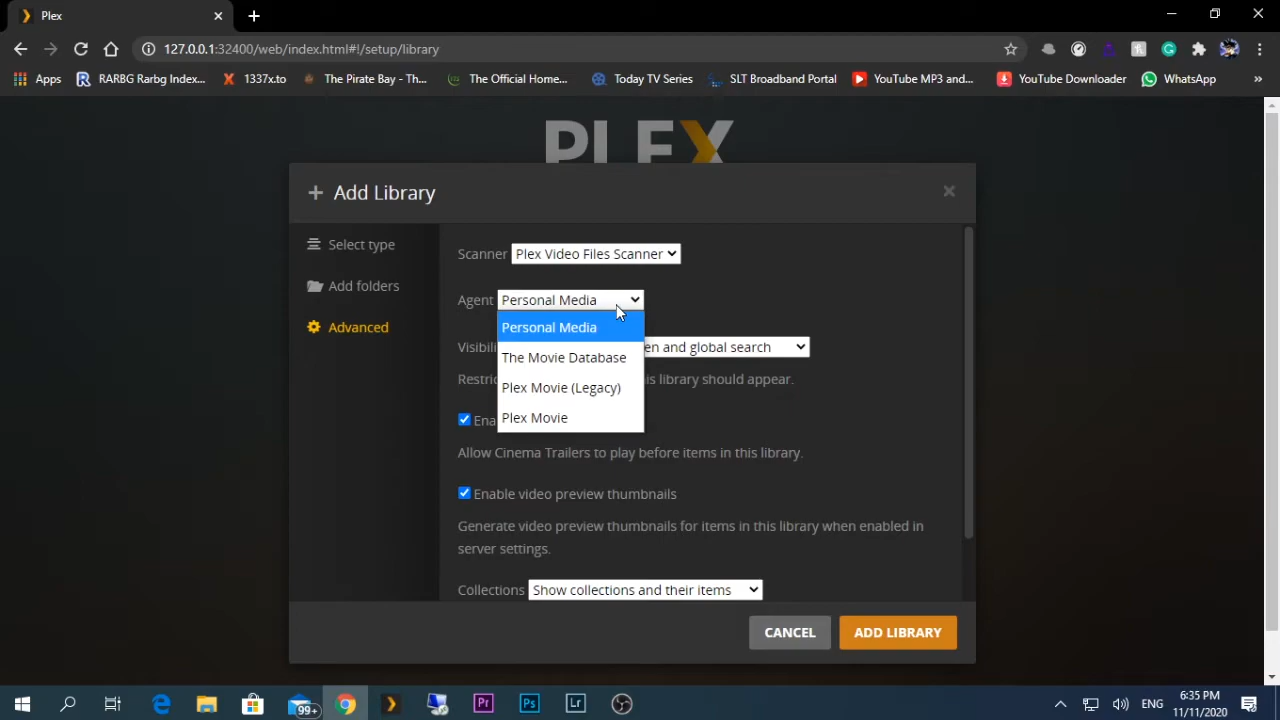 Plex
127.0.0.1:32400/web/index.html#!/setup/library
Apps
RARBG Rarbg Index...
1337x.to
The Pirate Bay - Th...
The Official Home...
Today TV Series
SLT Broadband Portal
YouTube MP3 and...
YouTube Downloader
WhatsApp
»
PLEX
Add Library
Select type
Add folders
Advanced
Scanner Plex Video Files Scanner
Agent Personal Media
Personal Media
The Movie Database
Plex Movie (Legacy)
Plex Movie
Visibili
en and global search
Restric
is library should appear.
Ena
Allow Cinema Trailers to play before items in this library.
Enable video preview thumbnails
Generate video preview thumbnails for items in this library when enabled in
server settings.
Collections Show collections and their items
CANCEL
ADD LIBRARY
99+
Pr
Ps
Lr
ENG
6:35 PM
11/11/2020